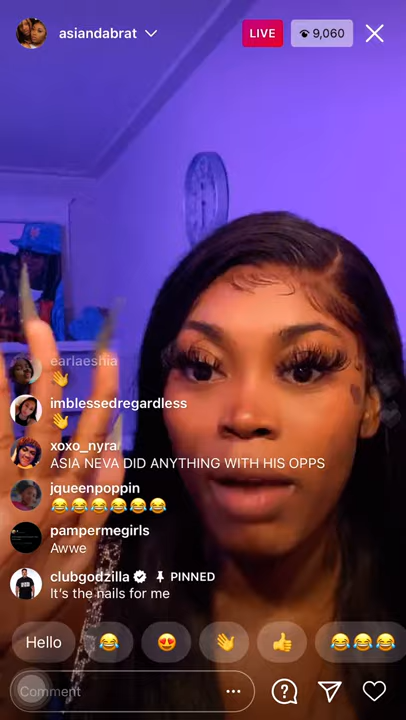 asiandabrat
LIVE
9,060
earlaeshia
👋
imblessedregardless
👋
xoxo_nyra
ASIA NEVA DID ANYTHING WITH HIS OPPS
jqueenpoppin
😂😂😂😂😂😂
pampermegirls
Awwe
clubgodzilla PINNED
It's the nails for me
Hello 😂 😍 👋 👍 😂😂😂
Comment